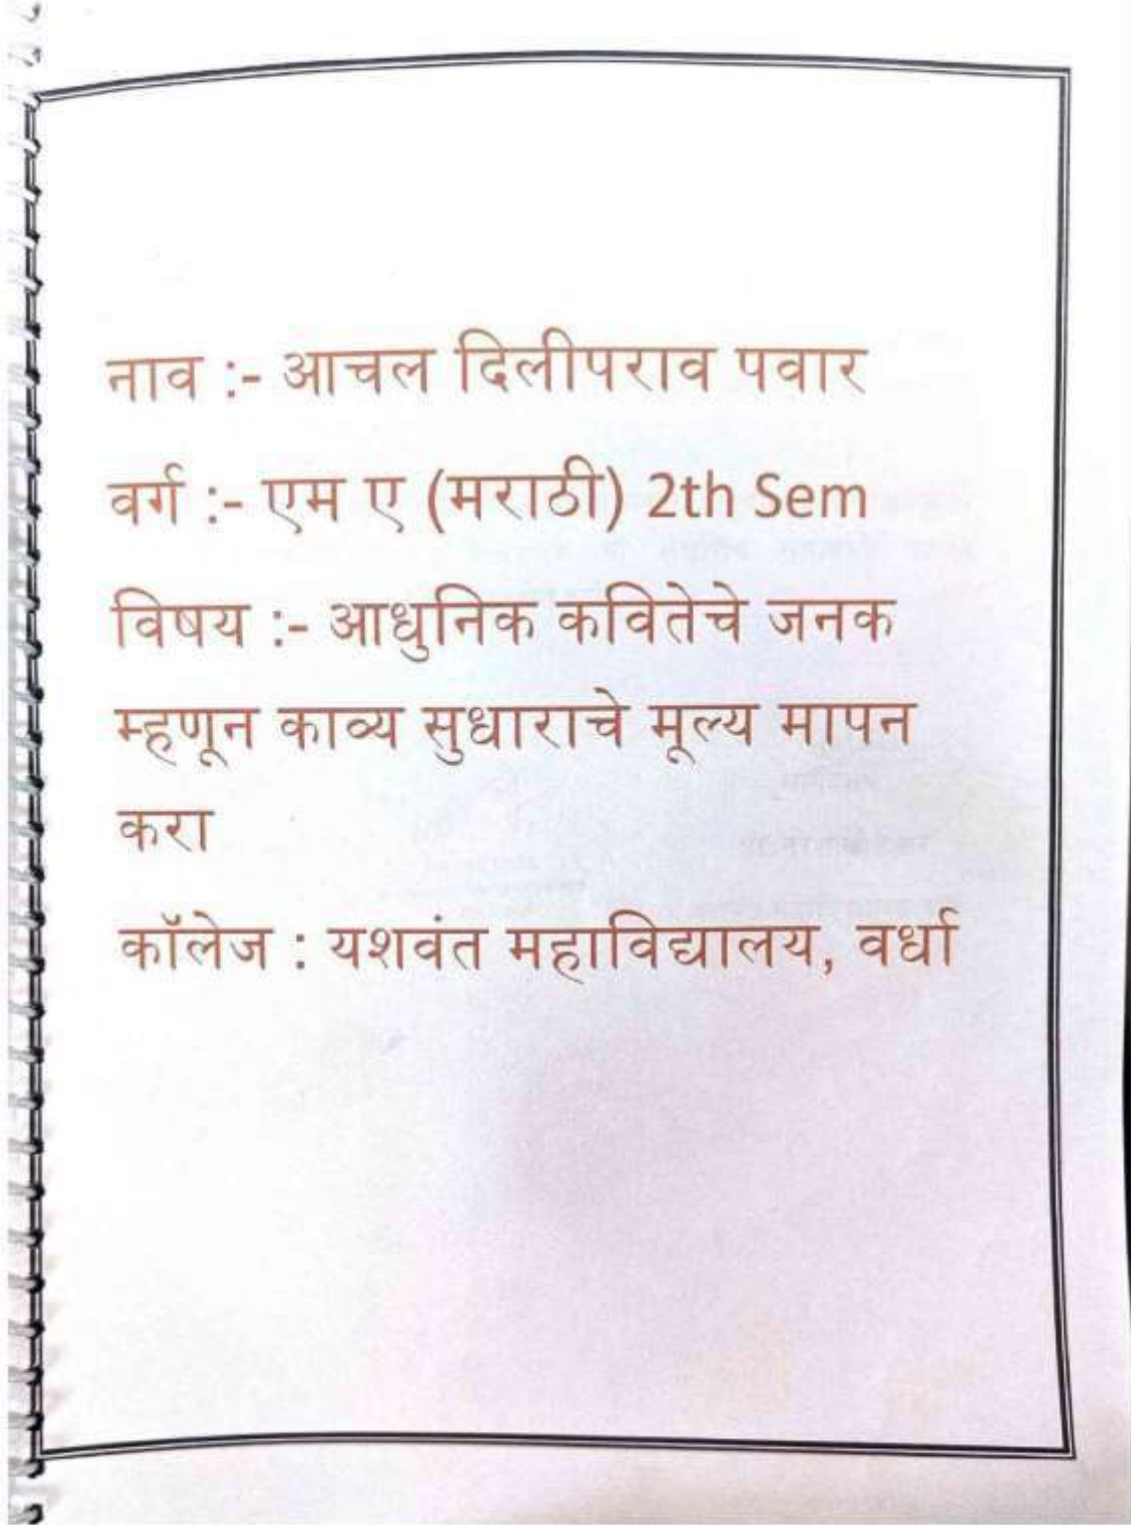 नाव :- आचल दिलीपराव पवार
वर्ग :- एम ए (मराठी) 2th Sem
विषय :- आधुनिक कवितेचे जनक
म्हणून काव्य सुधाराचे मूल्य मापन
करा
कॉलेज : यशवंत महाविद्यालय, वर्धा